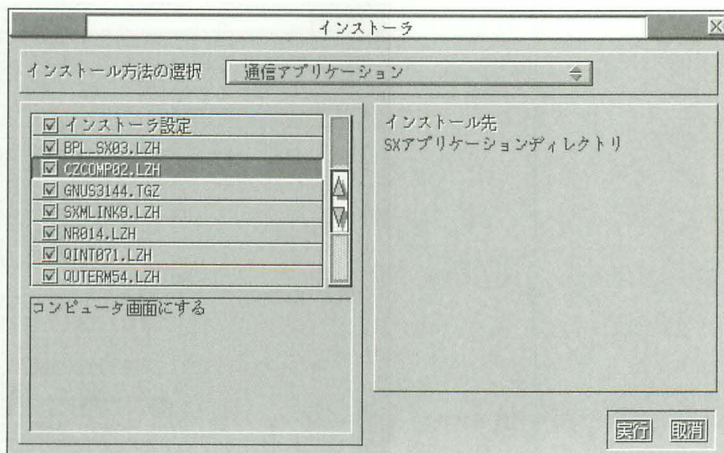 インストーラ
インストール方法の選択 通信アプリケーション
インストーラ設定
BPL_SX03.LZH
CZCOMP02.LZH
GNUS3144.TGZ
SXMLINK9.LZH
NR014.LZH
QINT071.LZH
QUTERM54.LZH
コンピュータ画面にする
インストール先
SXアプリケーションディレクトリ
実行 取消